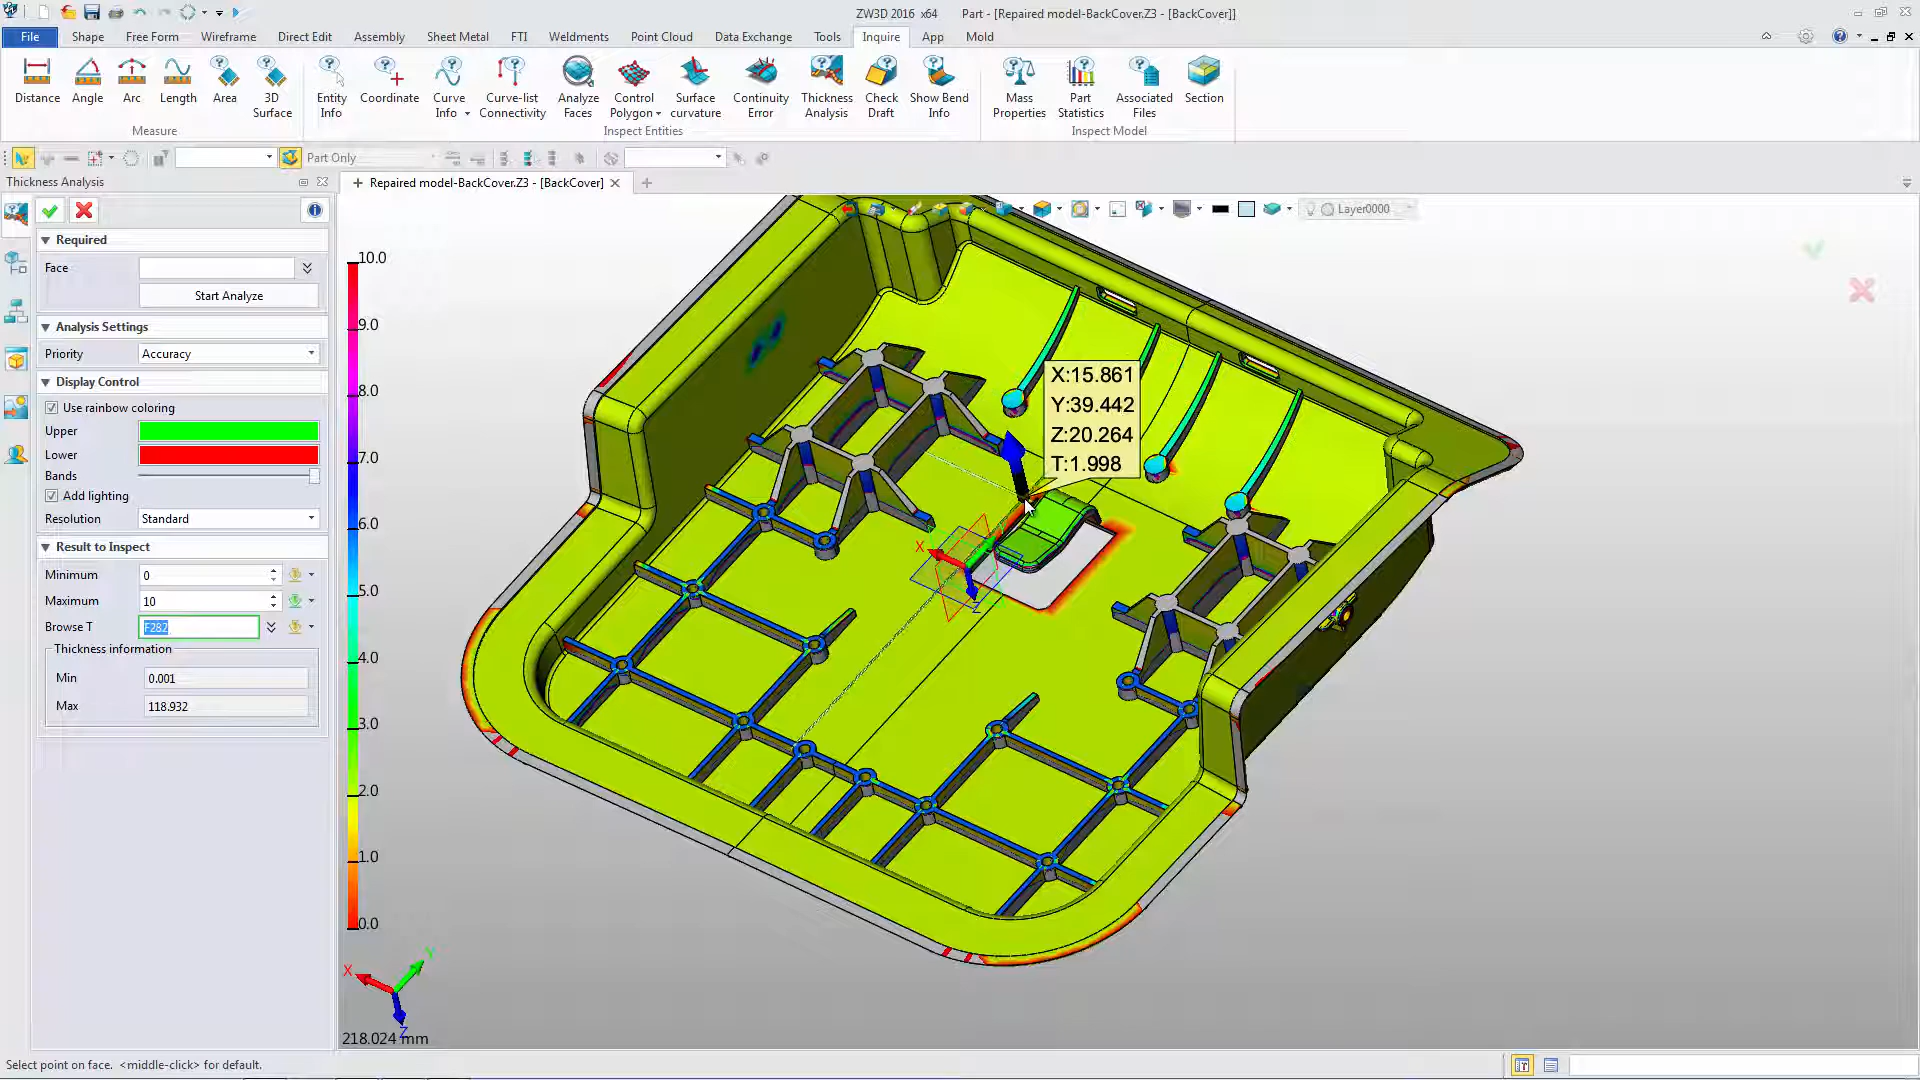 ZW3D 2016 x64 Part - [Repaired model-BackCover.Z3 - [BackCover]]
File Shape Free Form Wireframe Direct Edit Assembly Sheet Metal FTI Weldments Point Cloud Data Exchange Tools Inquire App Mold
Distance Angle Arc Length Area 3D Surface Entity Info Coordinate Curve Info Curve-list Connectivity Analyze Faces Control Polygon Surface curvature Continuity Error Thickness Analysis Check Draft Show Bend Info Mass Properties Part Statistics Associated Files Section
Measure Inspect Entities Inspect Model
Part Only
Thickness Analysis
Repaired model-BackCover.Z3 - [BackCover]
Layer0000
Required
Face
Start Analyze
Analysis Settings
Priority Accuracy
Display Control
Use rainbow coloring
Upper
Lower
Bands
Add lighting
Resolution Standard
Result to Inspect
Minimum 0
Maximum 10
Browse T F282
Thickness information
Min 0.001
Max 118.932
10.0
9.0
8.0
7.0
6.0
5.0
4.0
3.0
2.0
1.0
0.0
X:15.861
Y:39.442
Z:20.264
T:1.998
X
Z
Y
X
Z
218.024 mm
Select point on face. <middle-click> for default.